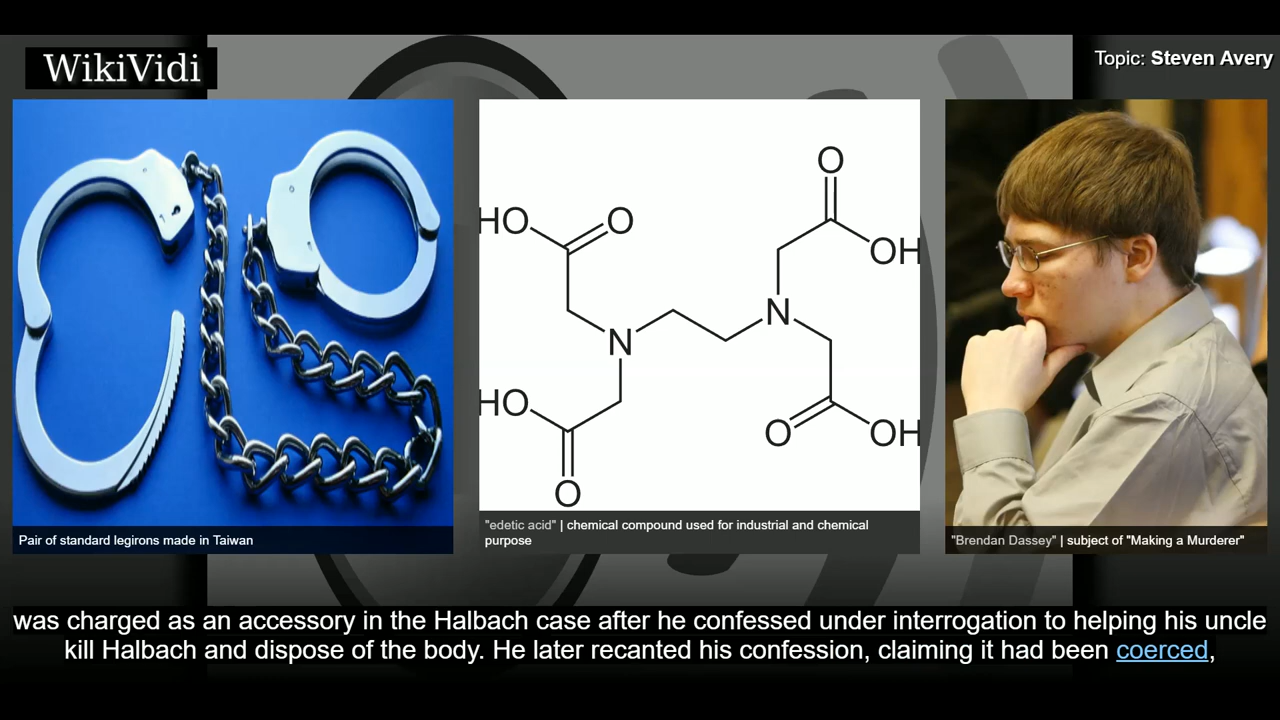 WikiVidi
Topic: Steven Avery
O
HO
O
OH
N
N
HO
O
OH
O
Pair of standard legirons made in Taiwan
"edetic acid" | chemical compound used for industrial and chemical
purpose
"Brendan Dassey" | subject of "Making a Murderer"
was charged as an accessory in the Halbach case after he confessed under interrogation to helping his uncle
kill Halbach and dispose of the body. He later recanted his confession, claiming it had been coerced,